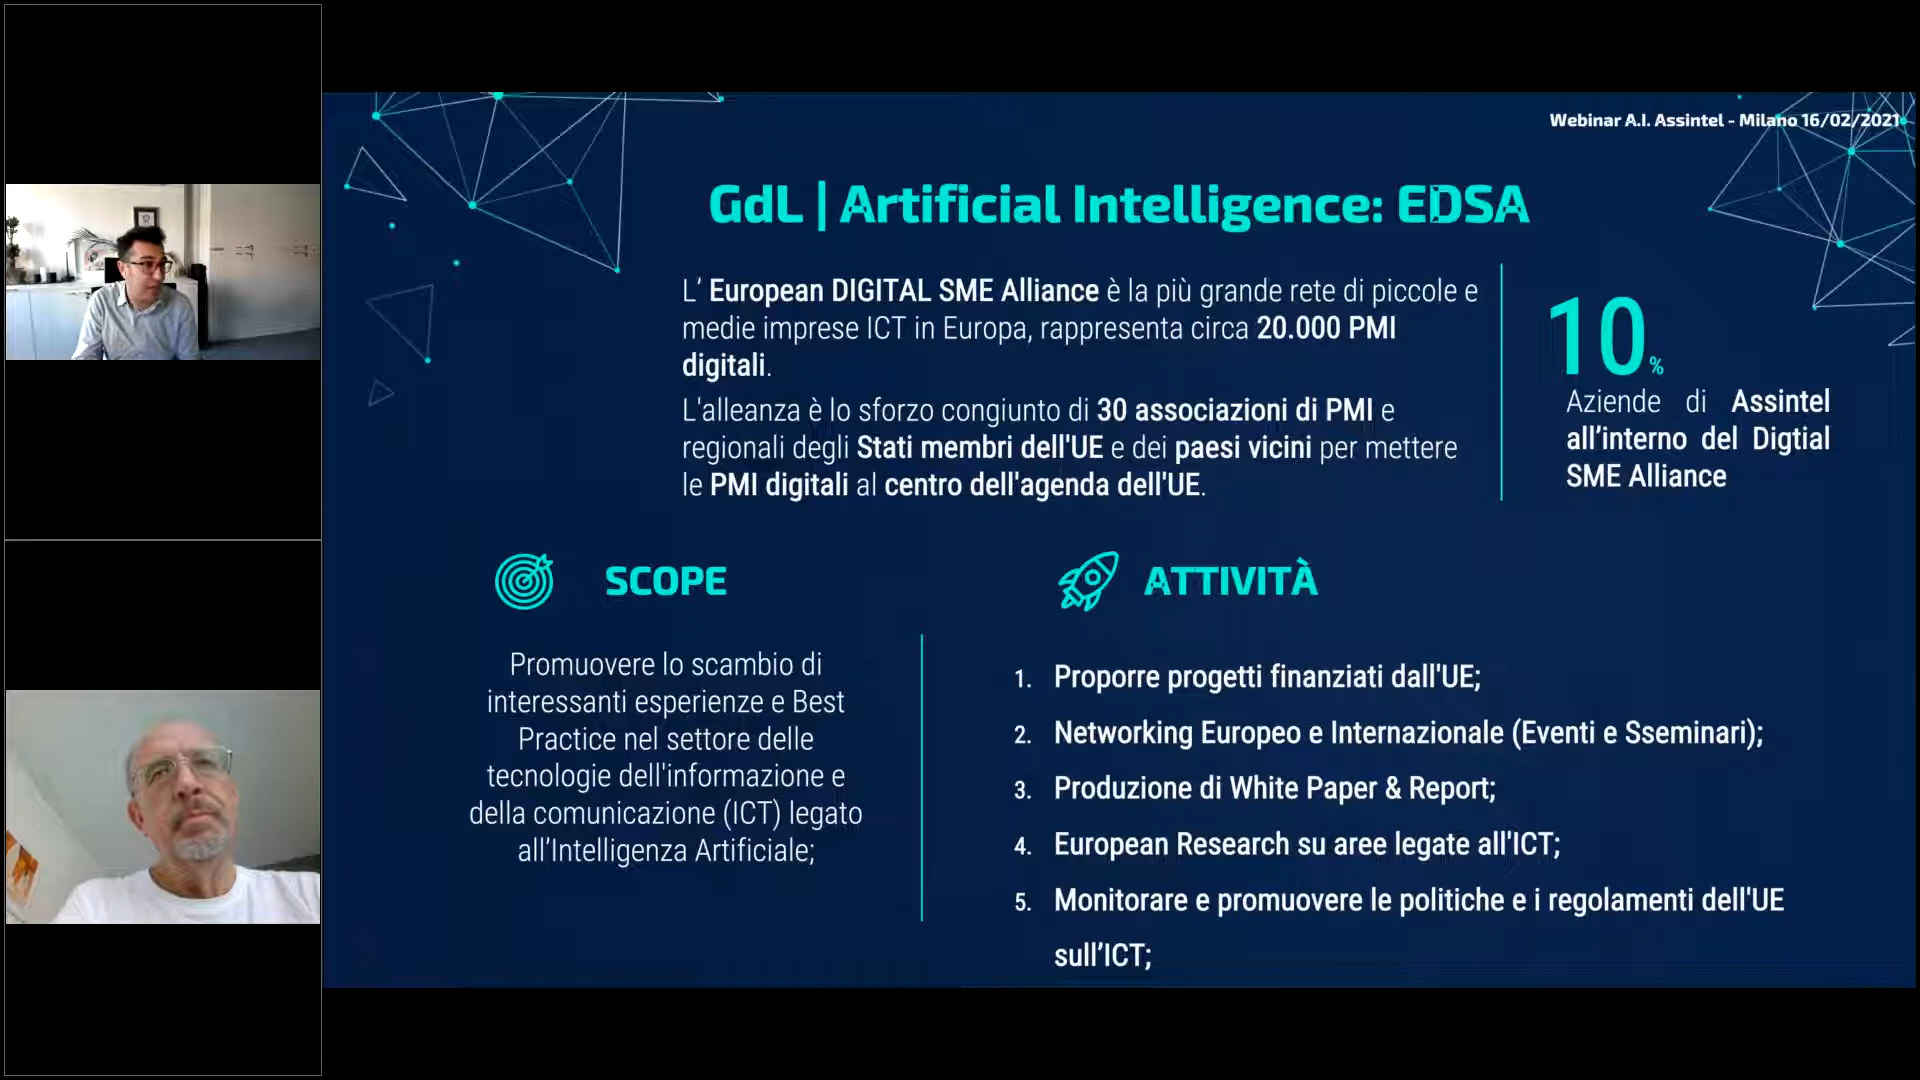 Webinar A.I. Assintel - Milano 16/02/2021
GdL | Artificial Intelligence: EDSA
L' European DIGITAL SME Alliance è la più grande rete di piccole e
medie imprese ICT in Europa, rappresenta circa 20.000 PMI
digitali.
L'alleanza è lo sforzo congiunto di 30 associazioni di PMI e
regionali degli Stati membri dell'UE e dei paesi vicini per mettere
le PMI digitali al centro dell'agenda dell'UE.
10%
Aziende di Assintel
all'interno del Digtial
SME Alliance
SCOPE
Promuovere lo scambio di
interessanti esperienze e Best
Practice nel settore delle
tecnologie dell'informazione e
della comunicazione (ICT) legato
all'Intelligenza Artificiale;
ATTIVITÀ
1. Proporre progetti finanziati dall'UE;
2. Networking Europeo e Internazionale (Eventi e Sseminari);
3. Produzione di White Paper & Report;
4. European Research su aree legate all'ICT;
5. Monitorare e promuovere le politiche e i regolamenti dell'UE
sull'ICT;